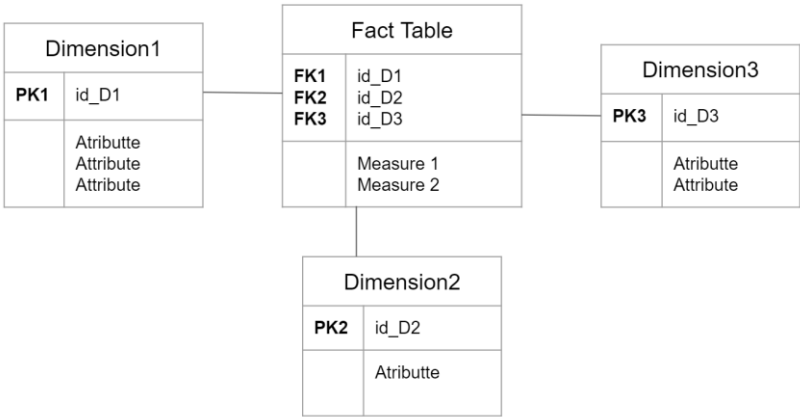 Dimension1
PK1 id_D1
Atributte
Attribute
Attribute
Fact Table
FK1 id_D1
FK2 id_D2
FK3 id_D3
Measure 1
Measure 2
Dimension3
PK3 id_D3
Atributte
Attribute
Dimension2
PK2 id_D2
Atributte